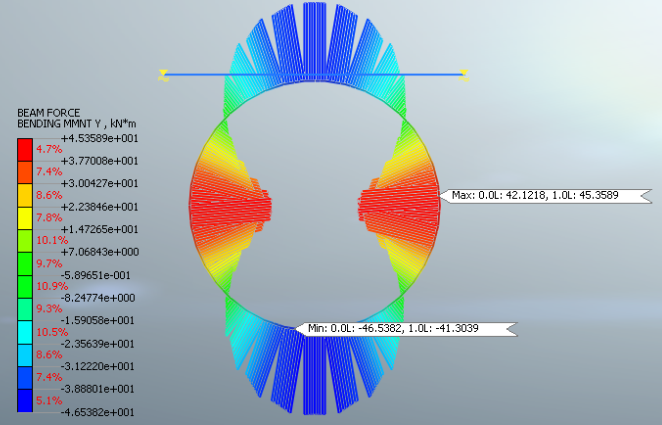 BEAM FORCE
BENDING MMNT Y , kN*m
+4.53589e+001
4.7%
+3.77008e+001
7.4%
+3.00427e+001
8.6%
+2.23846e+001
7.8%
+1.47265e+001
10.1%
+7.06843e+000
9.7%
-5.89651e-001
10.9%
-8.24774e+000
9.3%
-1.59058e+001
10.5%
-2.35639e+001
8.6%
-3.12220e+001
7.4%
-3.88801e+001
5.1%
-4.65382e+001
Max: 0.0L: 42.1218, 1.0L: 45.3589
Min: 0.0L: -46.5382, 1.0L: -41.3039